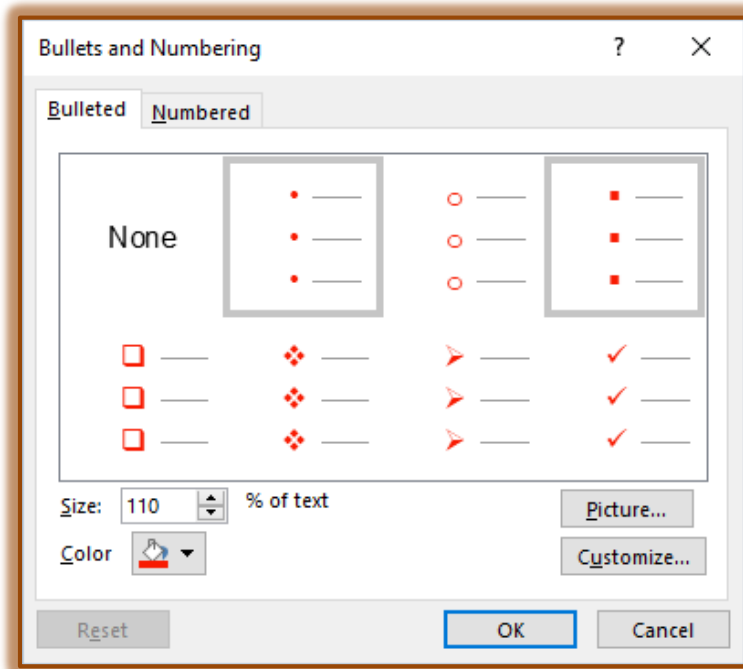 Bullets and Numbering ?
Bulleted Numbered
None
Size: 110 % of text Picture...
Color Customize...
Reset OK Cancel